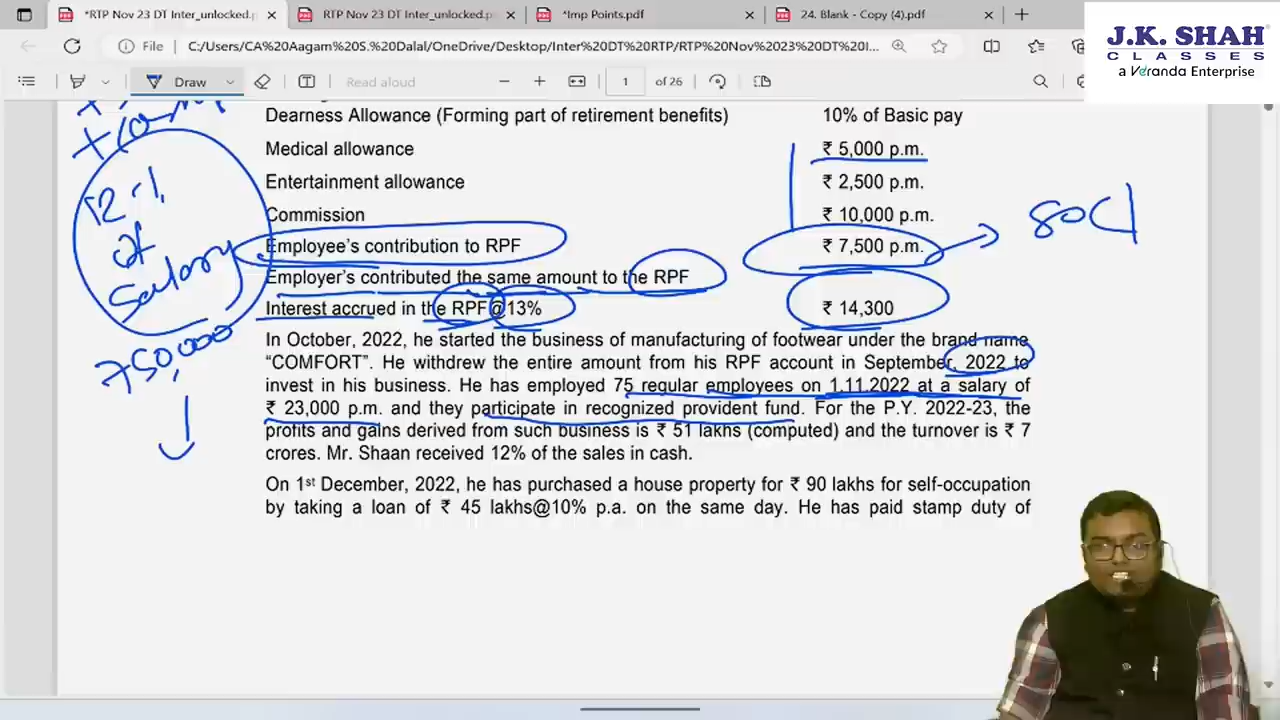 *RTP Nov 23 DT Inter_unlocked.p
RTP Nov 23 DT Inter_unlocked.p
*Imp Points.pdf
24. Blank - Copy (4).pdf
File
C:/Users/CA%20Aagam%20S.%20Dalal/OneDrive/Desktop/Inter%20DT%20RTP/RTP%20Nov%202023%20DT%20I...
J.K. SHAH
CLASSES
a Veranda Enterprise
Draw
Read aloud
1 of 26
Dearness Allowance (Forming part of retirement benefits) 10% of Basic pay
Medical allowance ₹ 5,000 p.m.
Entertainment allowance ₹ 2,500 p.m.
Commission ₹ 10,000 p.m.
Employee's contribution to RPF ₹ 7,500 p.m.
80C
Employer's contributed the same amount to the RPF
Interest accrued in the RPF@13% ₹ 14,300
12%
of
Salary
750,000
In October, 2022, he started the business of manufacturing of footwear under the brand name
“COMFORT”. He withdrew the entire amount from his RPF account in September, 2022 to
invest in his business. He has employed 75 regular employees on 1.11.2022 at a salary of
₹ 23,000 p.m. and they participate in recognized provident fund. For the P.Y. 2022-23, the
profits and gains derived from such business is ₹ 51 lakhs (computed) and the turnover is ₹ 7
crores. Mr. Shaan received 12% of the sales in cash.
On 1st December, 2022, he has purchased a house property for ₹ 90 lakhs for self-occupation
by taking a loan of ₹ 45 lakhs@10% p.a. on the same day. He has paid stamp duty of